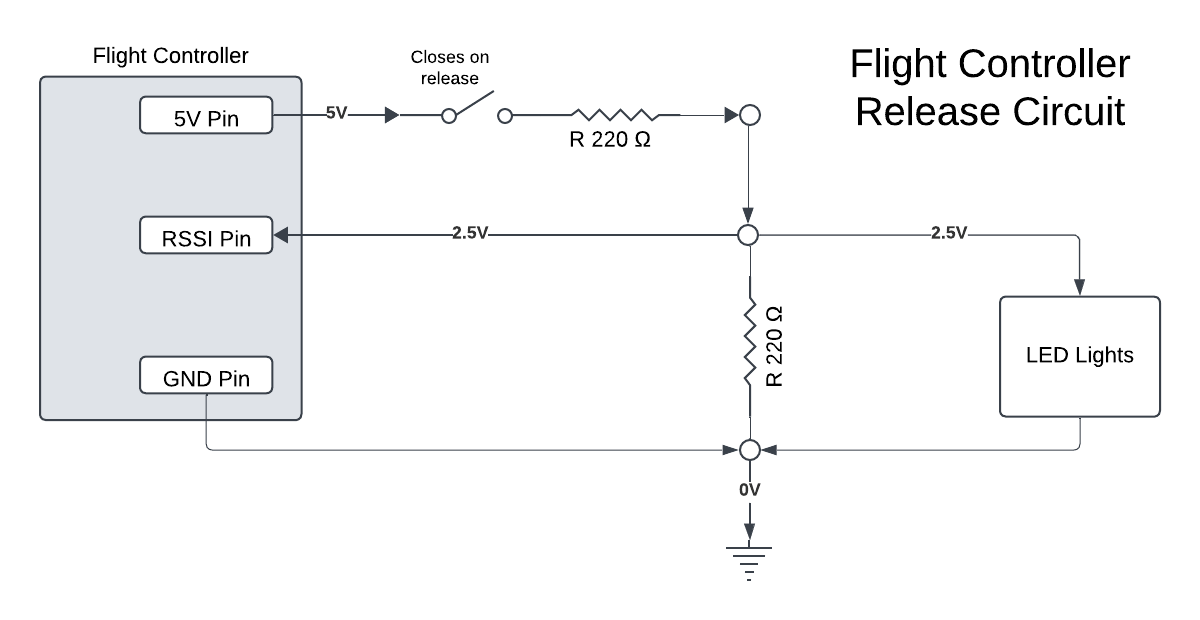 Flight Controller
Release Circuit
Flight Controller
Closes on
release
5V Pin
5V
R 220 Ω
RSSI Pin
2.5V
2.5V
R 220 Ω
LED Lights
GND Pin
0V